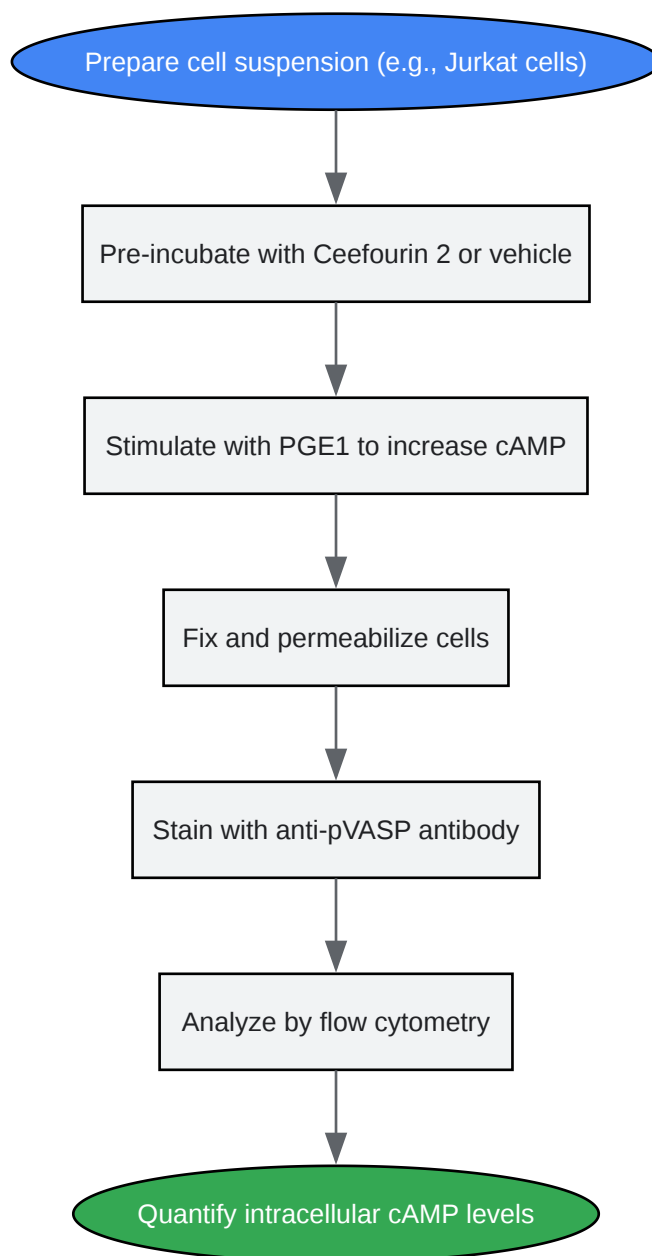 Prepare cell suspension (e.g., Jurkat cells)
Pre-incubate with Ceefourin 2 or vehicle
Stimulate with PGE1 to increase cAMP
Fix and permeabilize cells
Stain with anti-pVASP antibody
Analyze by flow cytometry
Quantify intracellular cAMP levels